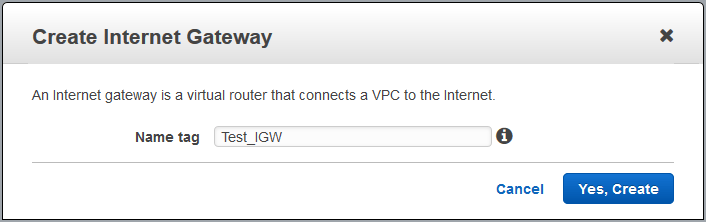 Create Internet Gateway
An Internet gateway is a virtual router that connects a VPC to the Internet.
Name tag Test_IGW
Cancel Yes, Create